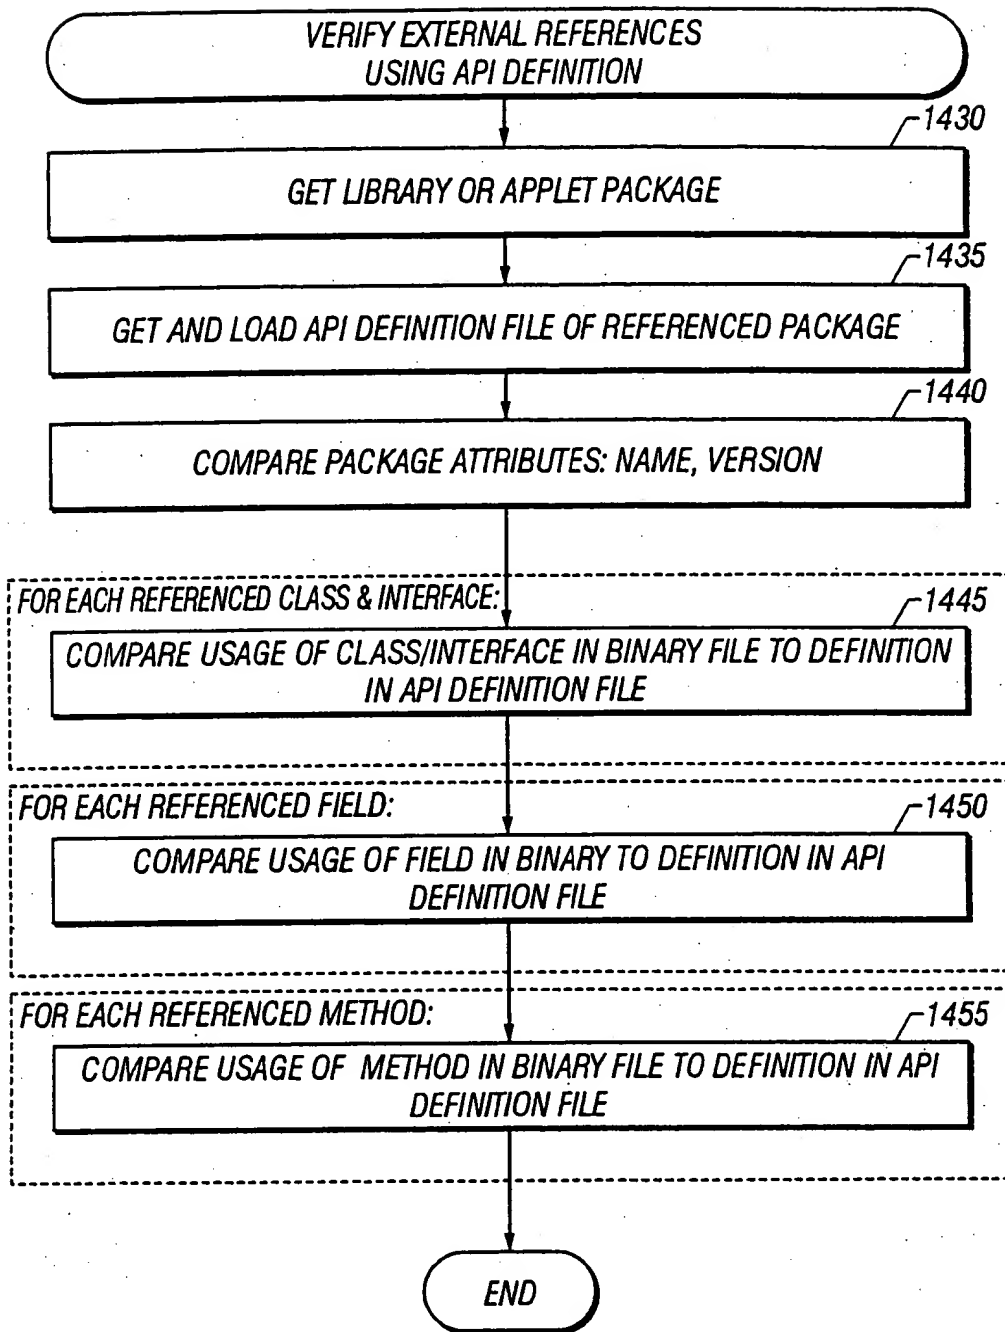 VERIFY EXTERNAL REFERENCES
USING API DEFINITION
1430
GET LIBRARY OR APPLET PACKAGE
1435
GET AND LOAD API DEFINITION FILE OF REFERENCED PACKAGE
1440
COMPARE PACKAGE ATTRIBUTES: NAME, VERSION
FOR EACH REFERENCED CLASS & INTERFACE:
1445
COMPARE USAGE OF CLASS/INTERFACE IN BINARY FILE TO DEFINITION
IN API DEFINITION FILE
FOR EACH REFERENCED FIELD:
1450
COMPARE USAGE OF FIELD IN BINARY TO DEFINITION IN API
DEFINITION FILE
FOR EACH REFERENCED METHOD:
1455
COMPARE USAGE OF METHOD IN BINARY FILE TO DEFINITION IN API
DEFINITION FILE
END